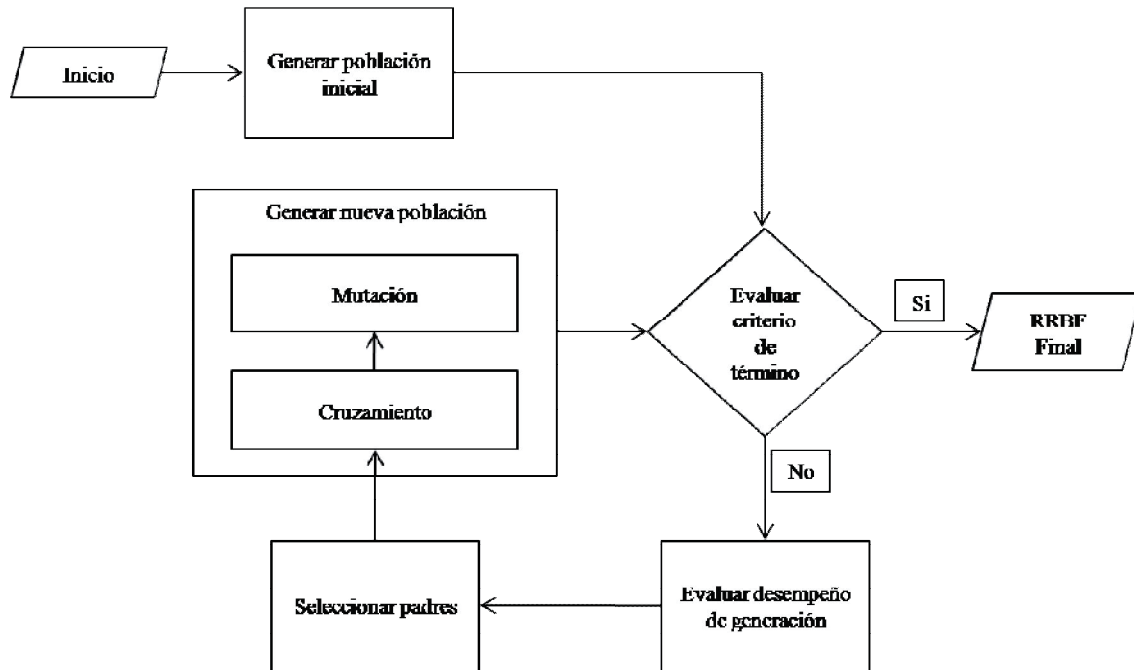 Inicio
Generar población
inicial
Generar nueva población
Mutación
Cruzamiento
Evaluar
criterio
de
término
Si
RRBF
Final
No
Seleccionar padres
Evaluar desempeño
de generación